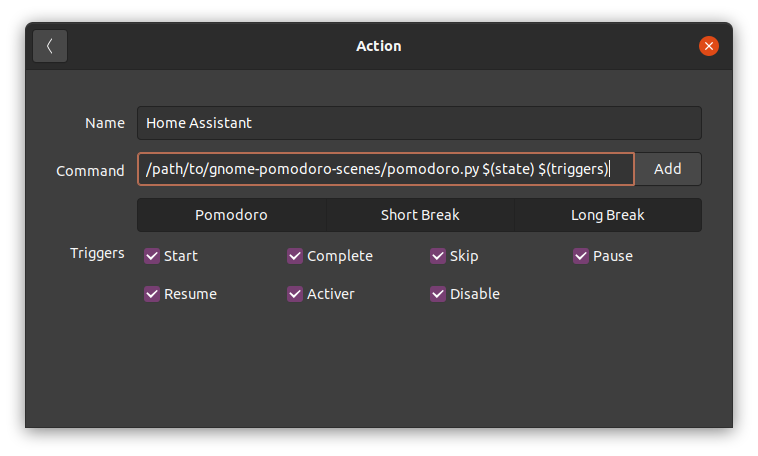 Action
Name Home Assistant
Command /path/to/gnome-pomodoro-scenes/pomodoro.py $(state) $(triggers) Add
Pomodoro Short Break Long Break
Triggers Start Complete Skip Pause
Resume Activer Disable